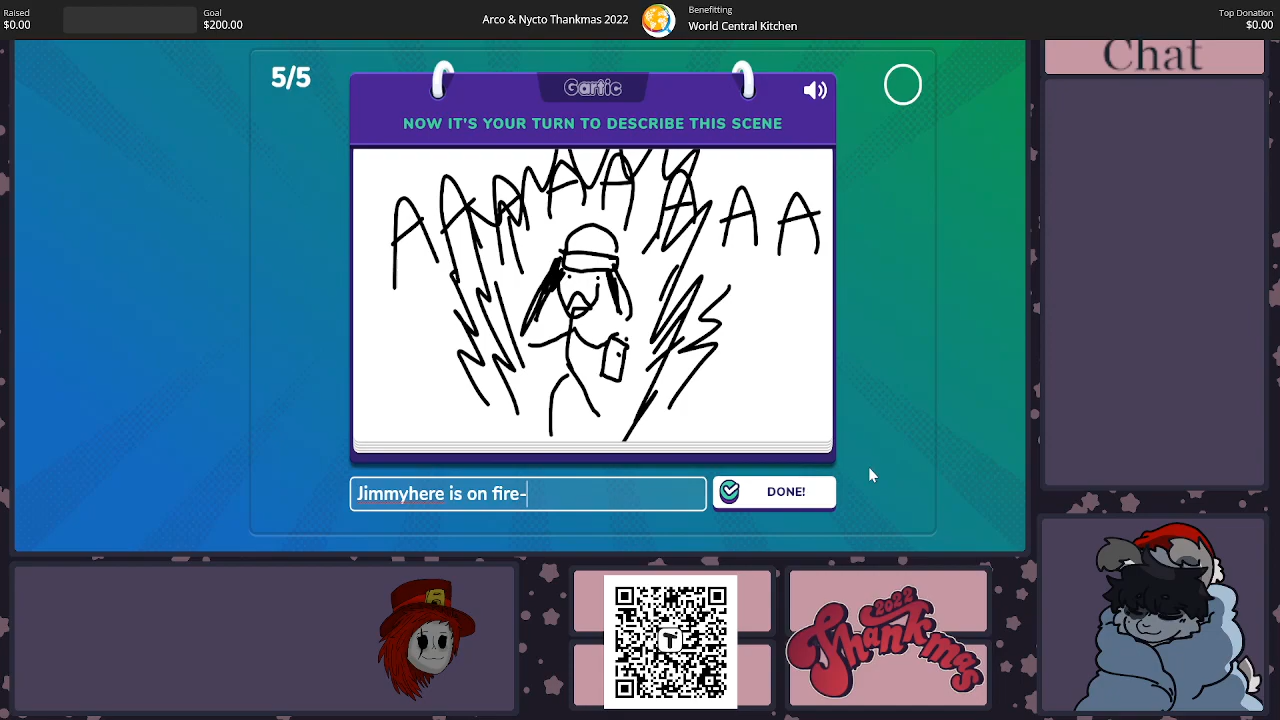 Raised
$0.00
Goal
$200.00
Arco & Nycto Thankmas 2022
Benefitting
World Central Kitchen
Top Donation
$0.00
Chat
5/5
Gartic
NOW IT'S YOUR TURN TO DESCRIBE THIS SCENE
A A A A A A A A
Jimmyhere is on fire-
DONE!
T
2022
Thankmas